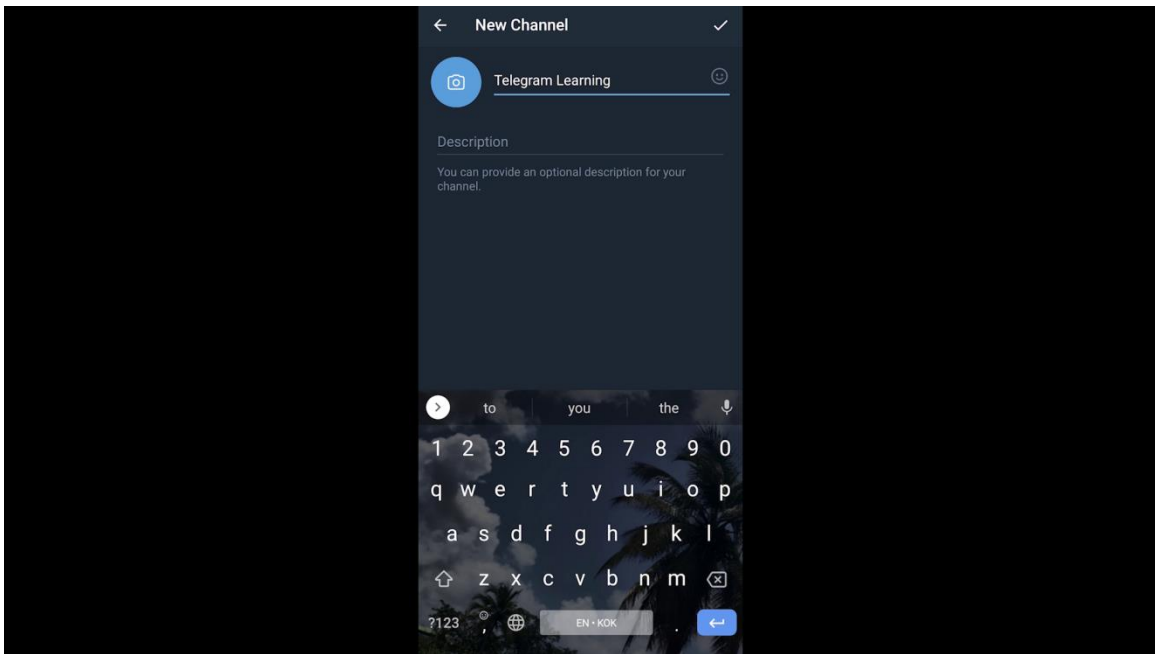 New Channel
Telegram Learning
Description
You can provide an optional description for your
channel.
to you the
1 2 3 4 5 6 7 8 9 0
q w e r t y u i o p
a s d f g h j k l
z x c v b n m
?123 , EN • KOK .